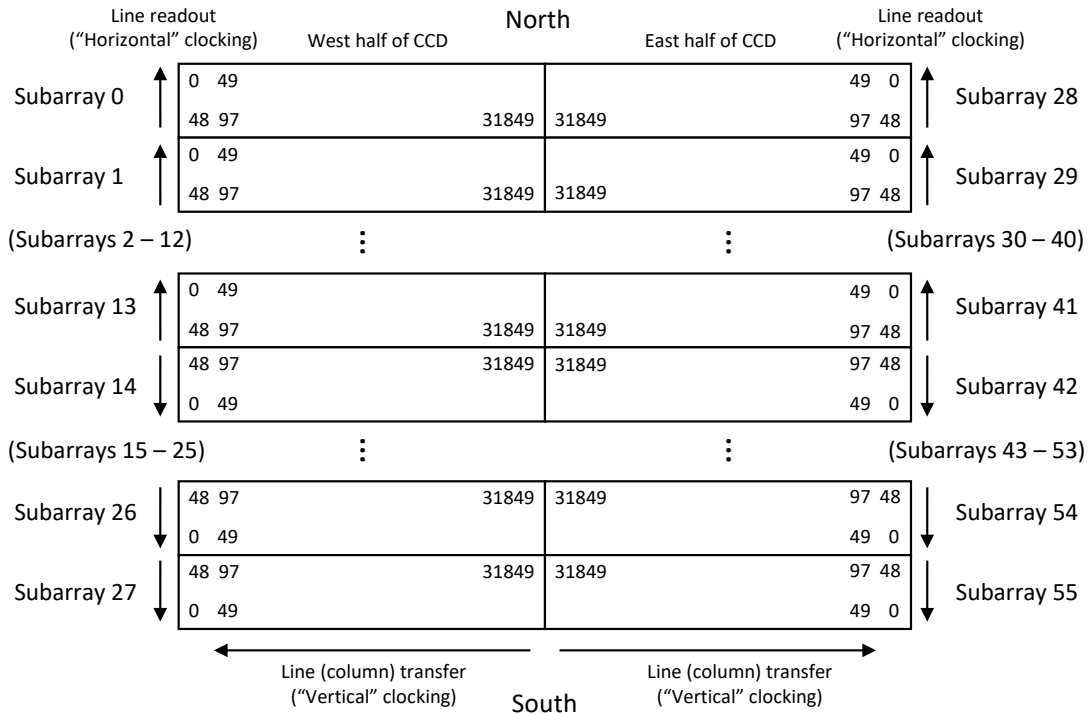 Line readout
("Horizontal" clocking)
West half of CCD
North
East half of CCD
Line readout
("Horizontal" clocking)
Subarray 0
0 49
49 0
Subarray 28
48 97 31849 31849 97 48
Subarray 1
0 49
49 0
Subarray 29
48 97 31849 31849 97 48
(Subarrays 2 – 12) ⋮ ⋮ (Subarrays 30 – 40)
Subarray 13
0 49
49 0
Subarray 41
48 97 31849 31849 97 48
48 97 31849 31849 97 48
Subarray 14
Subarray 42
0 49
49 0
(Subarrays 15 – 25) ⋮ ⋮ (Subarrays 43 – 53)
48 97 31849 31849 97 48
Subarray 26
Subarray 54
0 49
49 0
48 97 31849 31849 97 48
Subarray 27
Subarray 55
0 49
49 0
Line (column) transfer
("Vertical" clocking)
South
Line (column) transfer
("Vertical" clocking)